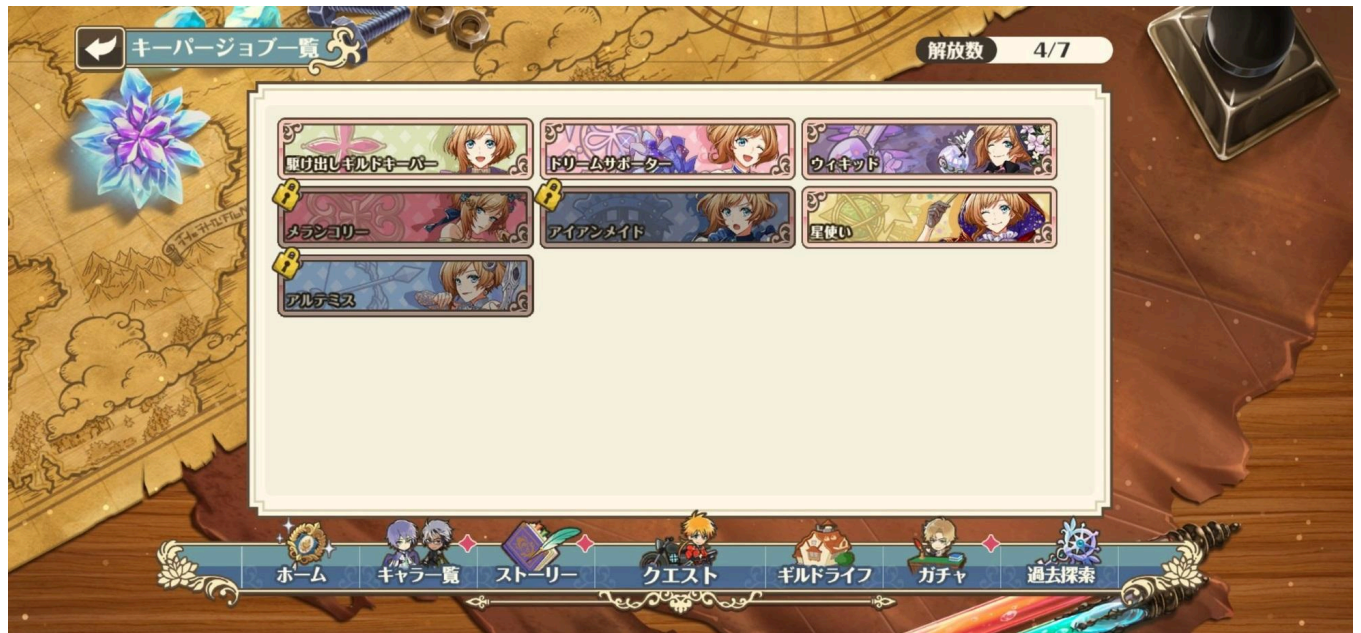 キーパージョブ一覧
解放数 4/7
駆け出しギルドキーパー
ドリームサポーター
ウィキッド
メランコリー
アイアンメイド
星使い
アルテミス
ホーム
キャラ一覧
ストーリー
クエスト
ギルドライフ
ガチャ
過去探索